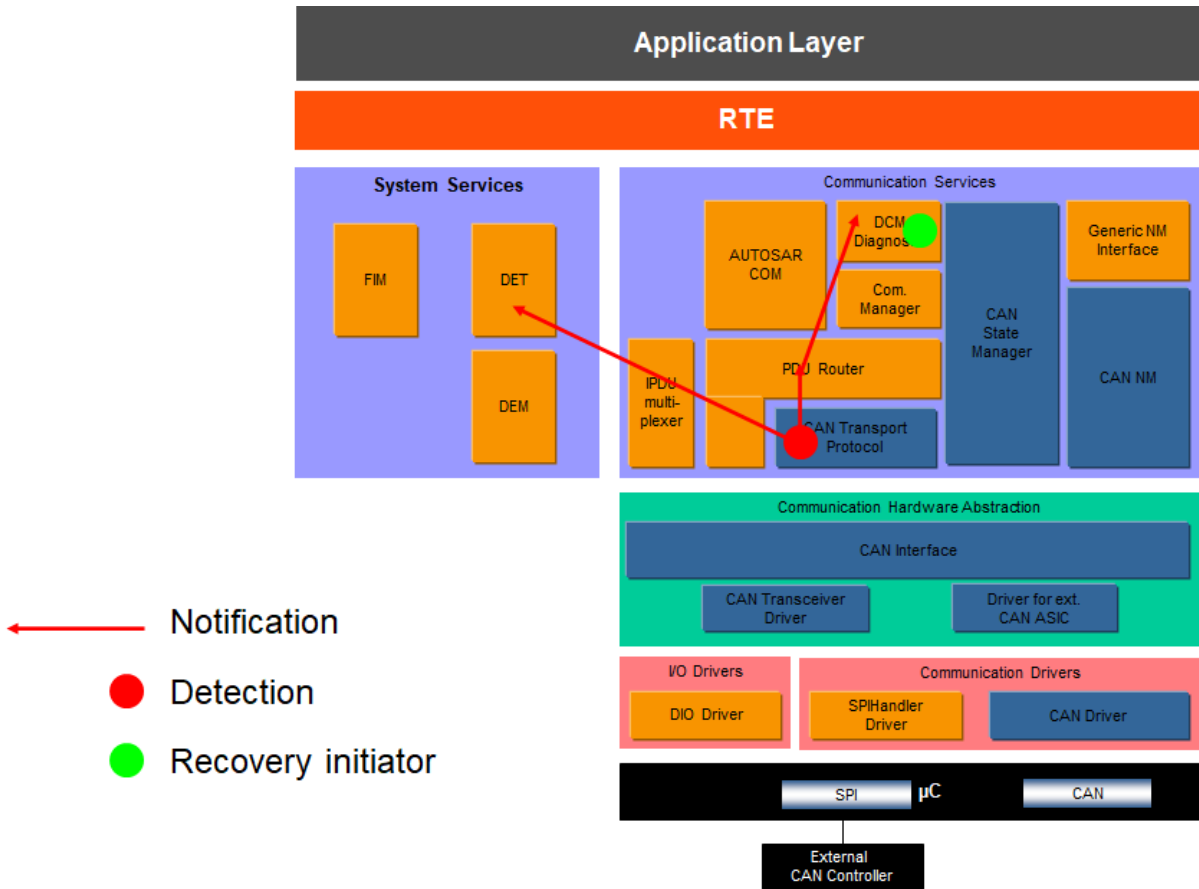 Application Layer
RTE
System Services
FIM
DET
DEM
Communication Services
AUTOSAR
COM
DCM
Diagnos
Com.
Manager
CAN
State
Manager
Generic NM
Interface
CAN NM
IPDU
multi-
plexer
PDU Router
CAN Transport
Protocol
Communication Hardware Abstraction
CAN Interface
CAN Transceiver
Driver
Driver for ext.
CAN ASIC
I/O Drivers
DIO Driver
Communication Drivers
SPIHandler
Driver
CAN Driver
SPI
µC
CAN
External
CAN Controller
Notification
Detection
Recovery initiator